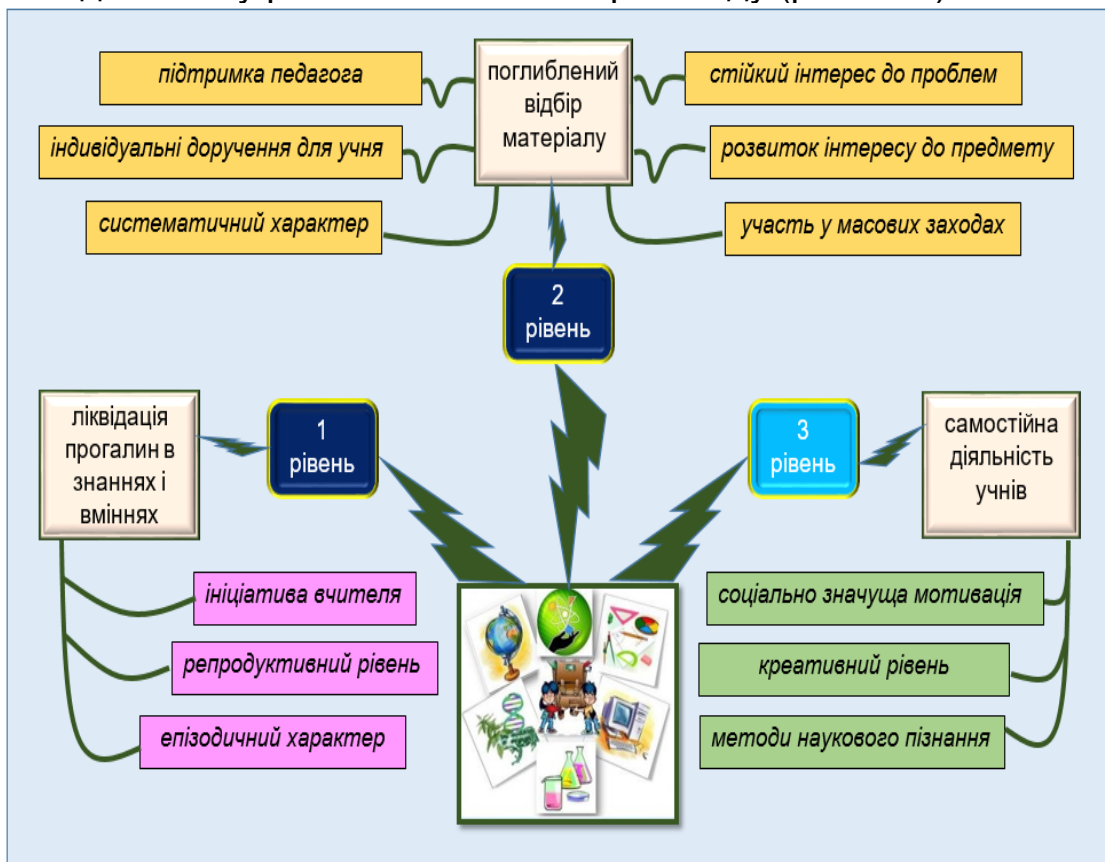 підтримка педагога
індивідуальні доручення для учня
систематичний характер
поглиблений
відбір
матеріалу
стійкий інтерес до проблем
розвиток інтересу до предмету
участь у масових заходах
2
рівень
ліквідація
прогалин в
знаннях і
вміннях
1
рівень
3
рівень
самостійна
діяльність
учнів
ініціатива вчителя
репродуктивний рівень
епізодичний характер
соціально значуща мотивація
креативний рівень
методи наукового пізнання